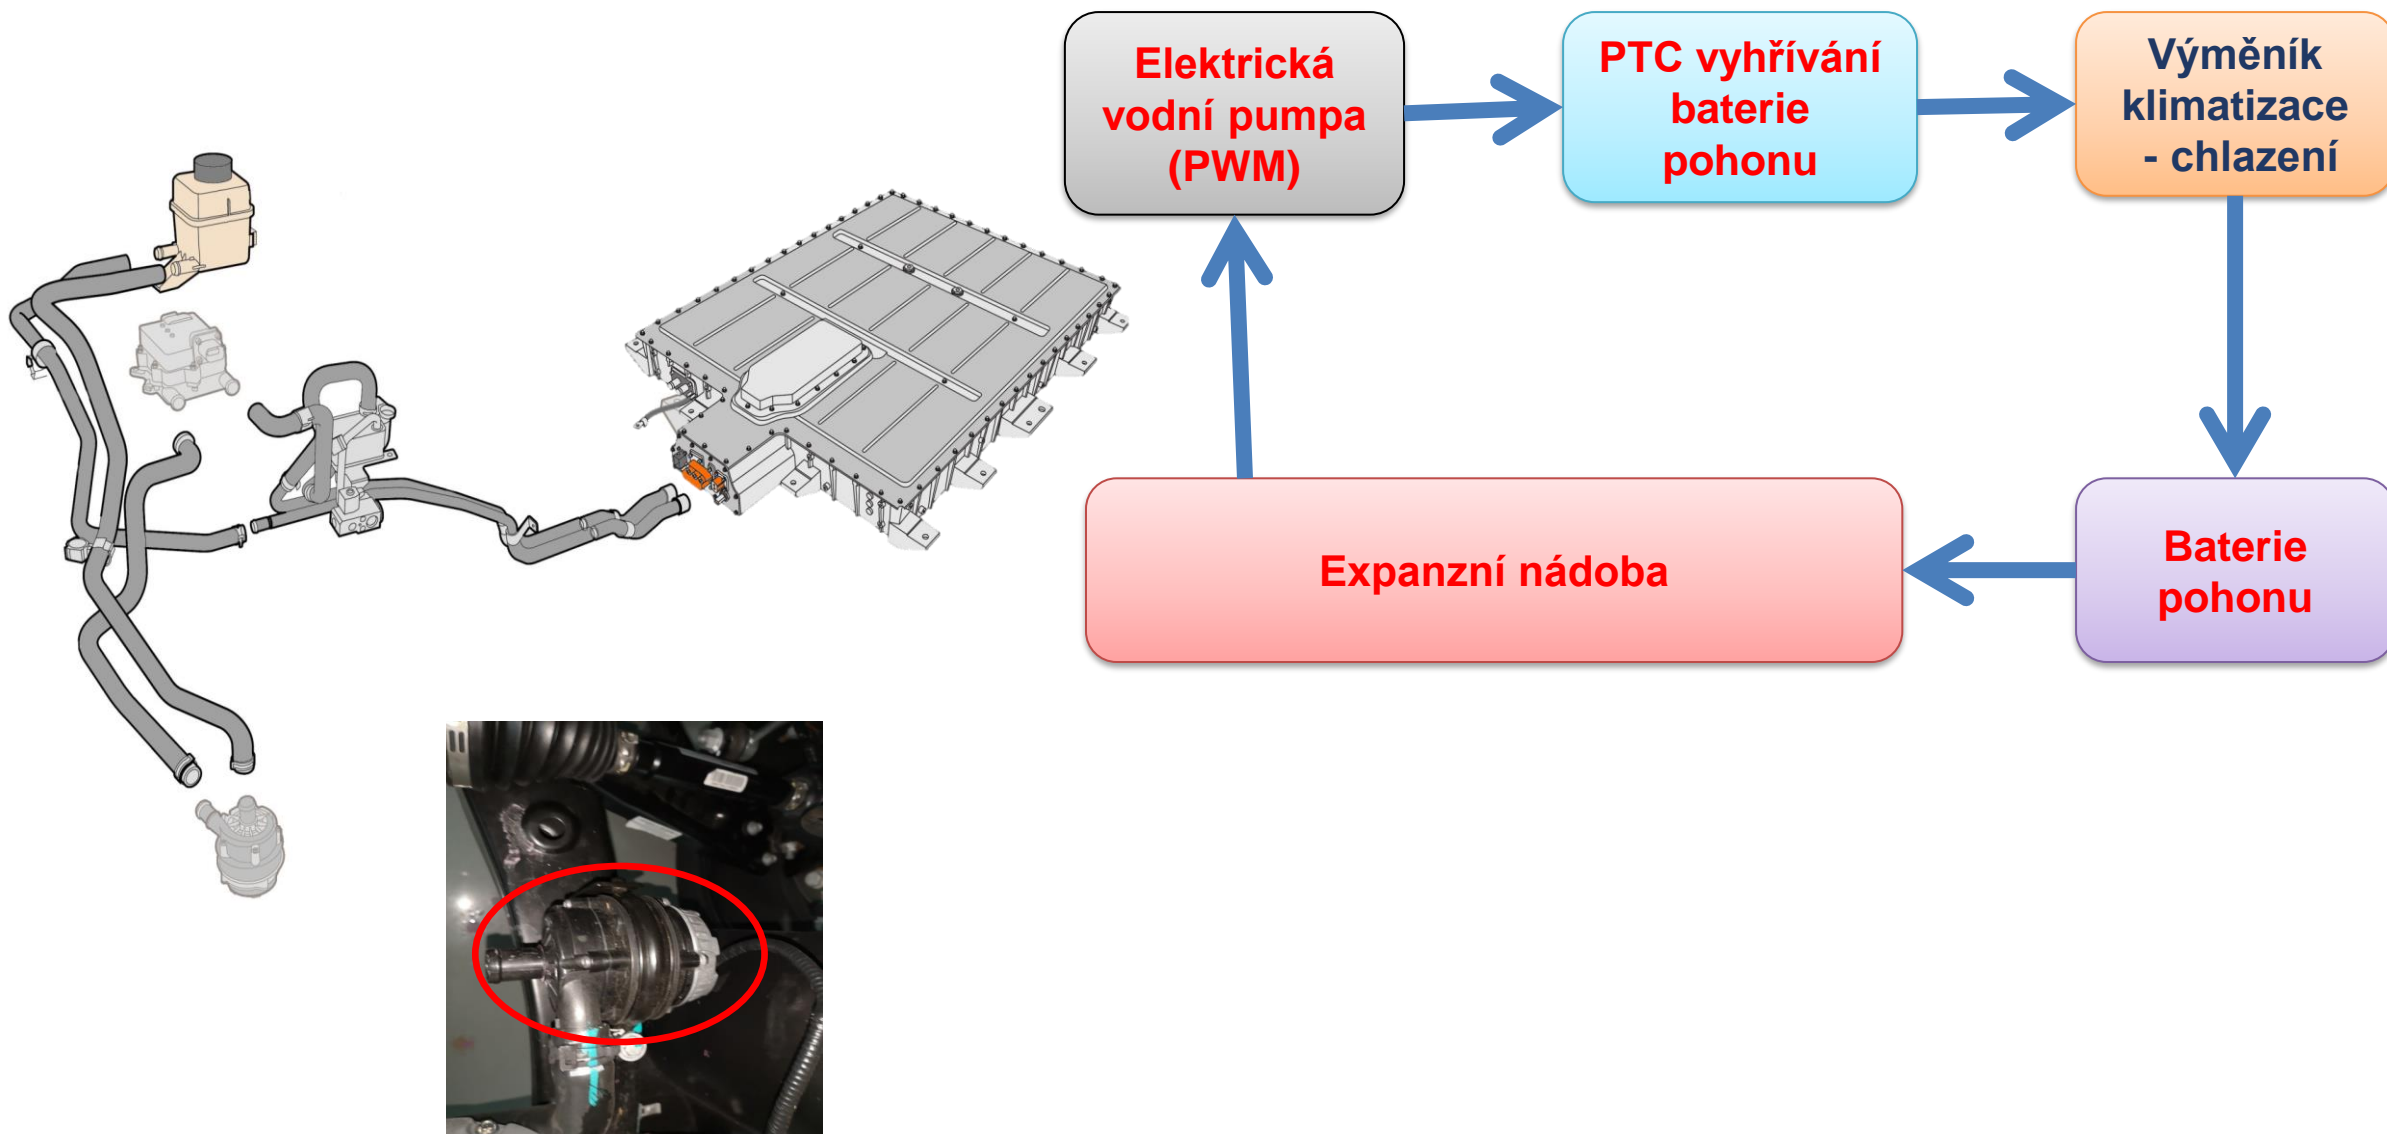 Elektrická
vodní pumpa
(PWM)
PTC vyhřívání
baterie
pohonu
Výměník
klimatizace
- chlazení
Expanzní nádoba
Baterie
pohonu